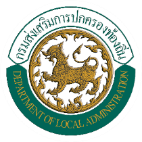 กรมส่งเสริมการปกครองท้องถิ่น
DEPARTMENT OF LOCAL ADMINISTRATION